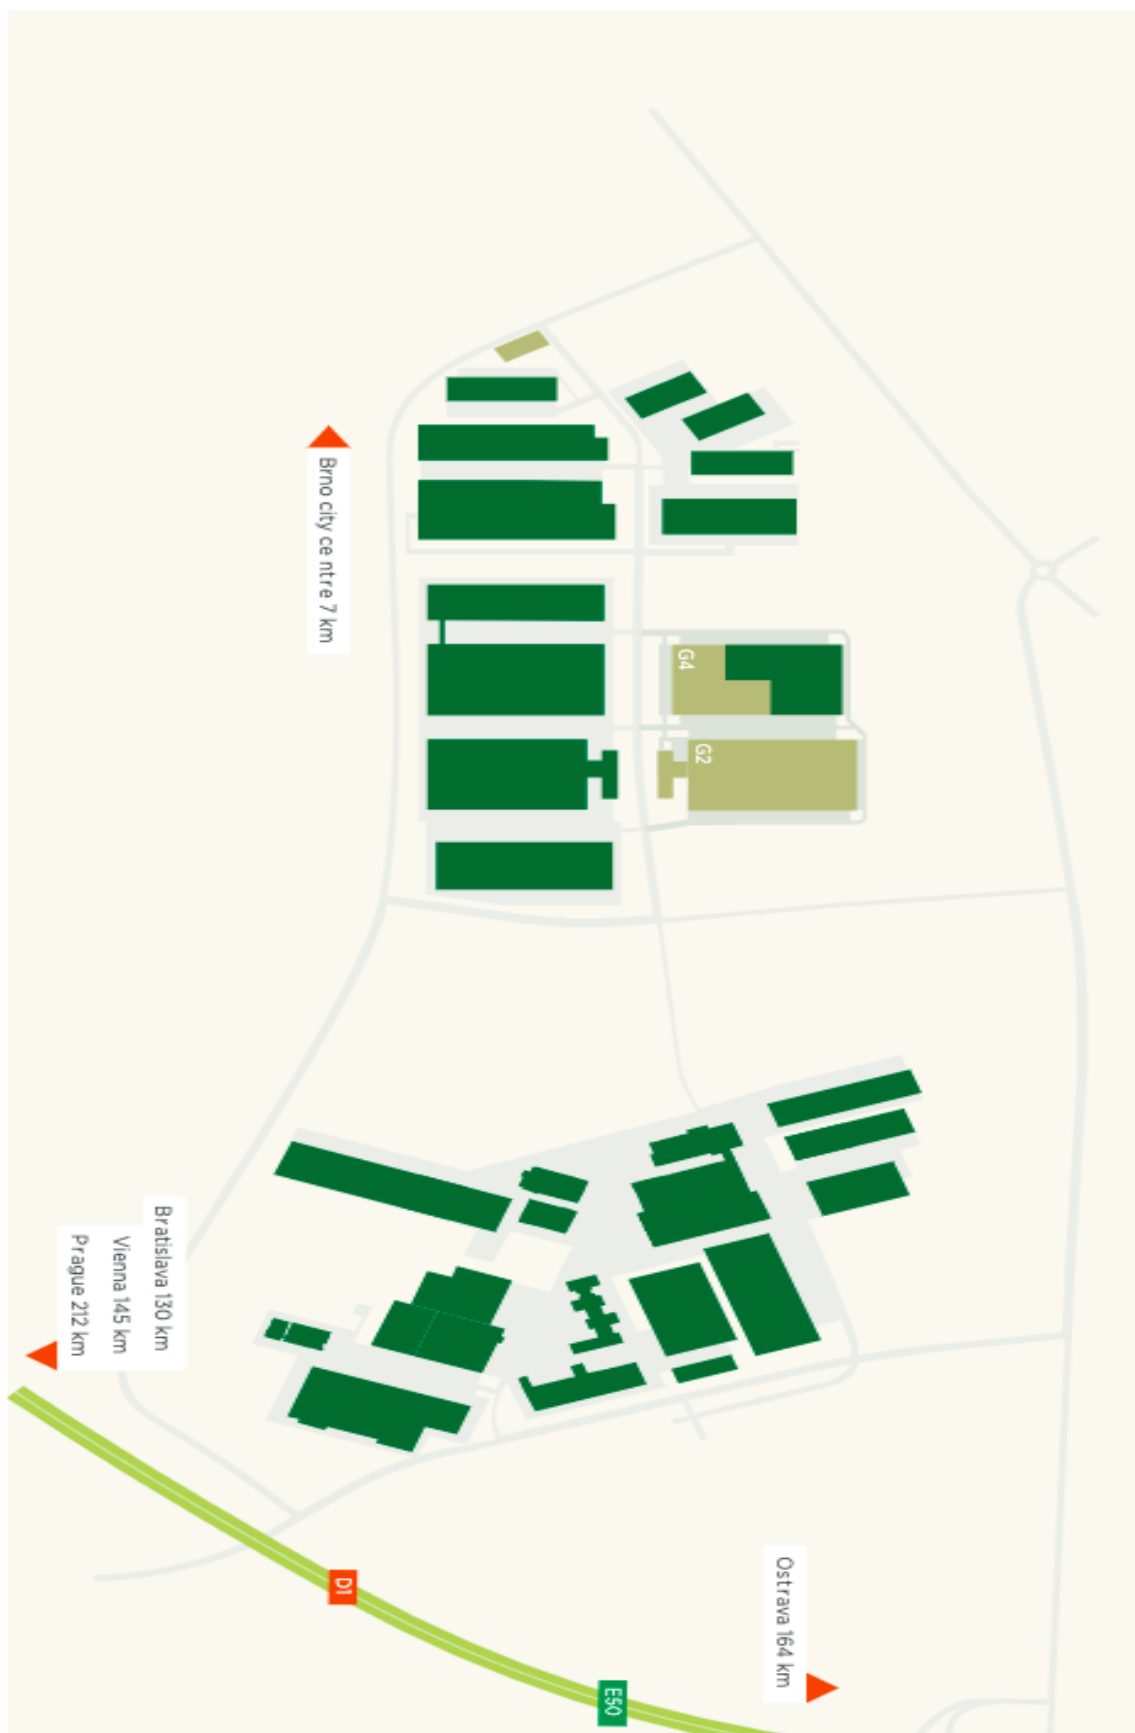 Brno city ce ntre 7 km
G4
G2
Bratislava 130 km
Vienna 145 km
Prague 212 km
D1
E50
Ostrava 164 km